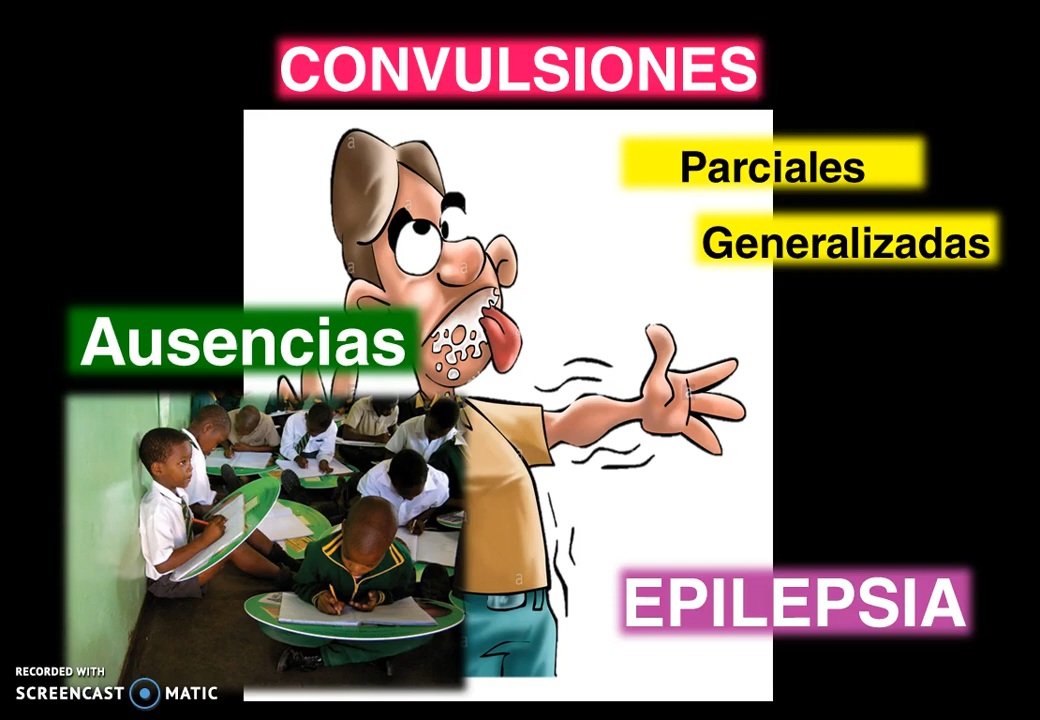 CONVULSIONES
Parciales
Generalizadas
Ausencias
EPILEPSIA
RECORDED WITH
SCREENCAST MATIC
a
a
a
a
a
a
a
a